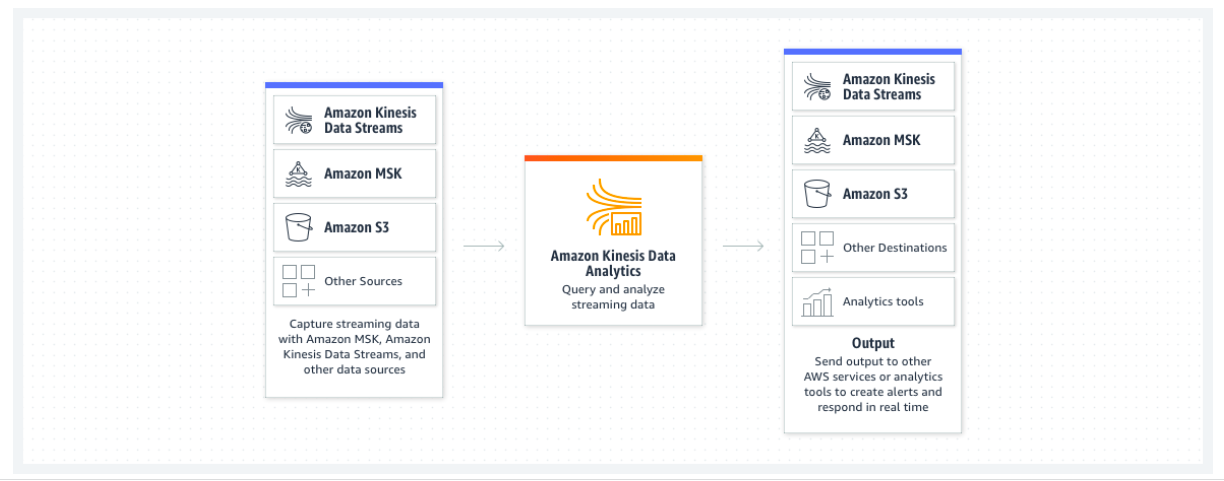 Amazon Kinesis
Data Streams
Amazon MSK
Amazon S3
Other Sources
Capture streaming data
with Amazon MSK, Amazon
Kinesis Data Streams, and
other data sources
Amazon Kinesis Data
Analytics
Query and analyze
streaming data
Amazon Kinesis
Data Streams
Amazon MSK
Amazon S3
Other Destinations
Analytics tools
Output
Send output to other
AWS services or analytics
tools to create alerts and
respond in real time